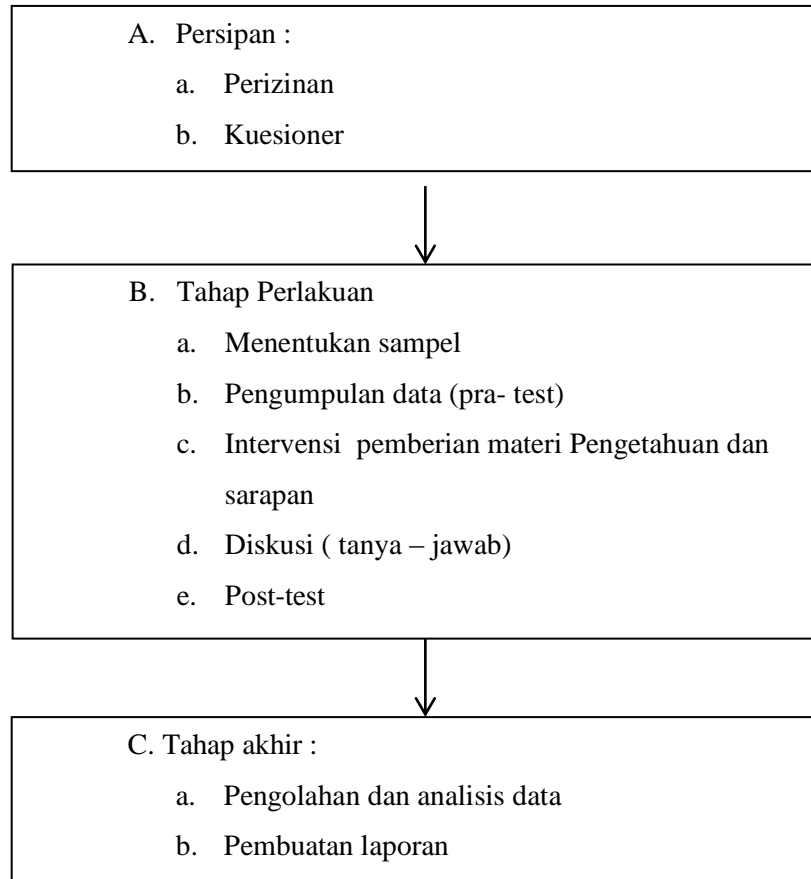 A. Persipan :
a. Perizinan
b. Kuesioner
B. Tahap Perlakuan
a. Menentukan sampel
b. Pengumpulan data (pra- test)
c. Intervensi pemberian materi Pengetahuan dan
sarapan
d. Diskusi ( tanya – jawab)
e. Post-test
C. Tahap akhir :
a. Pengolahan dan analisis data
b. Pembuatan laporan